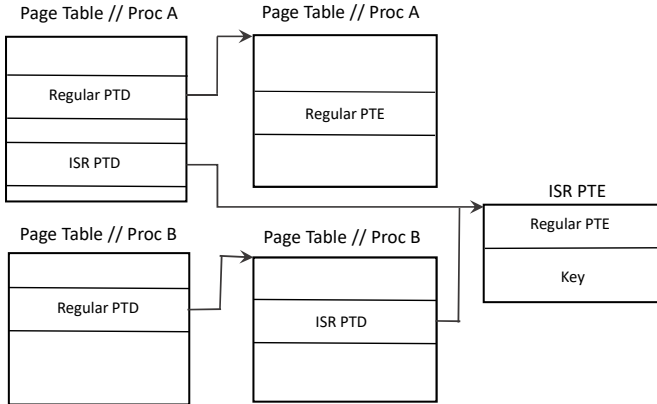 Page Table // Proc A
Page Table // Proc A
Regular PTD
Regular PTE
ISR PTD
ISR PTE
Regular PTE
Key
Page Table // Proc B
Page Table // Proc B
Regular PTD
ISR PTD